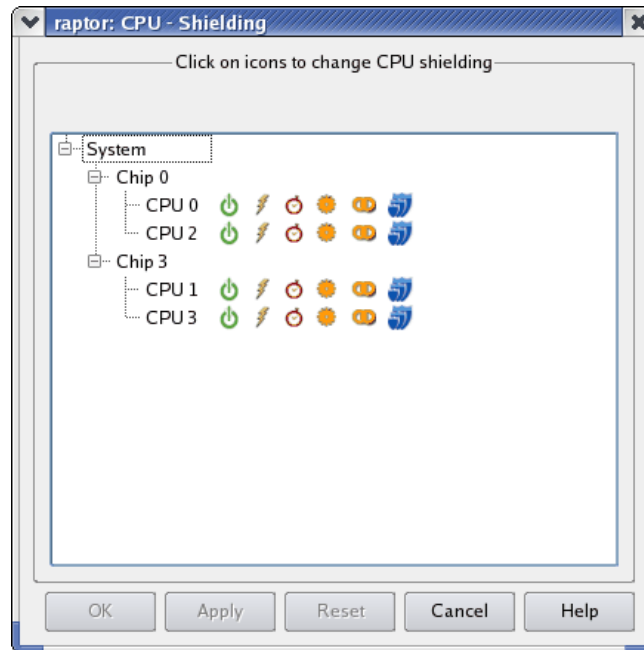 raptor: CPU - Shielding
Click on icons to change CPU shielding
System
Chip 0
CPU 0
CPU 2
Chip 3
CPU 1
CPU 3
OK Apply Reset Cancel Help